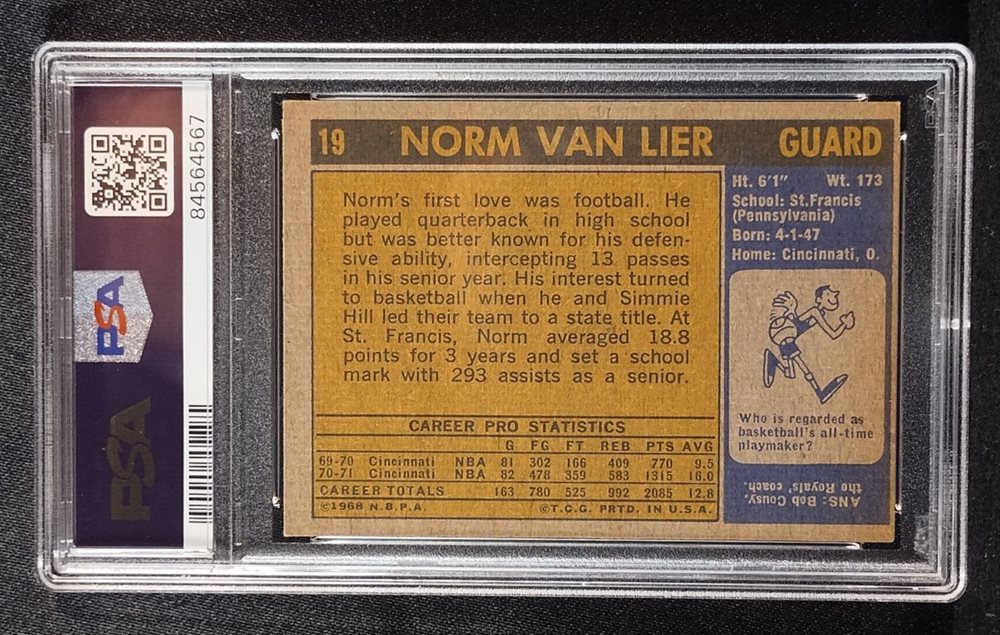 84564567
PSA
PSA
19 NORM VAN LIER GUARD
Norm's first love was football. He
played quarterback in high school
but was better known for his defen-
sive ability, intercepting 13 passes
in his senior year. His interest turned
to basketball when he and Simmie
Hill led their team to a state title. At
St. Francis, Norm averaged 18.8
points for 3 years and set a school
mark with 293 assists as a senior.
CAREER PRO STATISTICS
G FG FT REB PTS AVG
69-70 Cincinnati NBA 81 302 166 409 770 9.5
70-71 Cincinnati NBA 82 478 359 583 1315 16.0
CAREER TOTALS 163 780 525 992 2085 12.8
©1968 N.B.P.A. ©T.C.G. PRTD. IN U.S.A.
Ht. 6'1" Wt. 173
School: St.Francis
(Pennsylvania)
Born: 4-1-47
Home: Cincinnati, O.
Who is regarded as
basketball's all-time
playmaker?
ANS: Bob Cousy,
the Royals' coach.